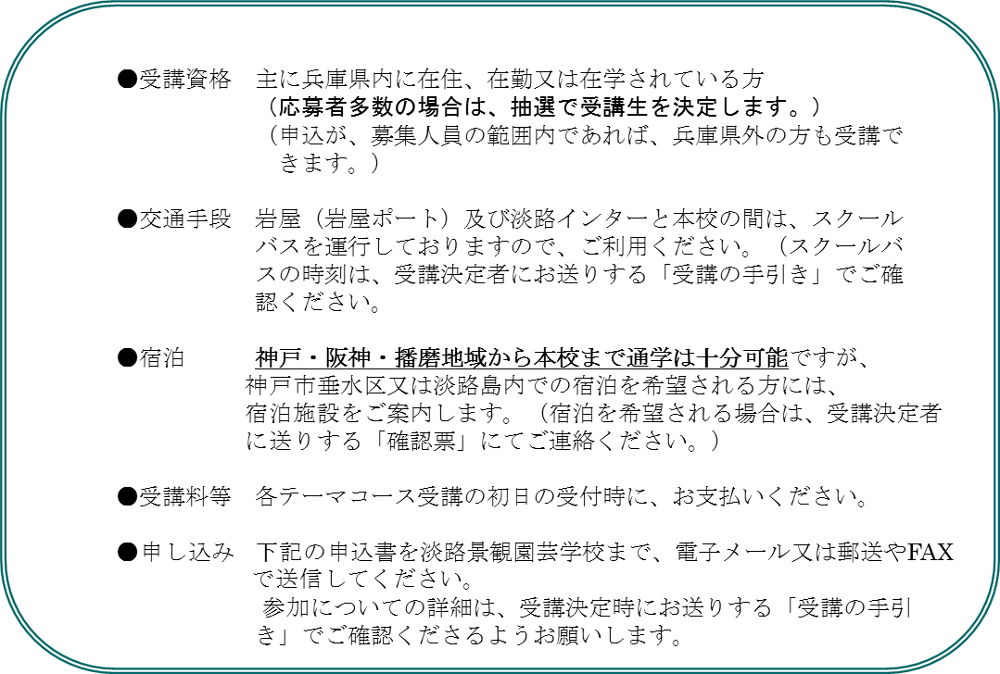 ●受講資格　主に兵庫県内に在住、在勤又は在学されている方
（応募者多数の場合は、抽選で受講生を決定します。）
（申込が、募集人員の範囲内であれば、兵庫県外の方も受講で
きます。）
●交通手段　岩屋（岩屋ポート）及び淡路インターと本校の間は、スクール
バスを運行しておりますので、ご利用ください。（スクールバ
スの時刻は、受講決定者にお送りする「受講の手引き」でご確
認ください。
●宿泊　　　神戸・阪神・播磨地域から本校まで通学は十分可能ですが、
神戸市垂水区又は淡路島内での宿泊を希望される方には、
宿泊施設をご案内します。（宿泊を希望される場合は、受講決定者
に送りする「確認票」にてご連絡ください。）
●受講料等　各テーマコース受講の初日の受付時に、お支払いください。
●申し込み　下記の申込書を淡路景観園芸学校まで、電子メール又は郵送やFAX
で送信してください。
参加についての詳細は、受講決定時にお送りする「受講の手引
き」でご確認くださるようお願いします。